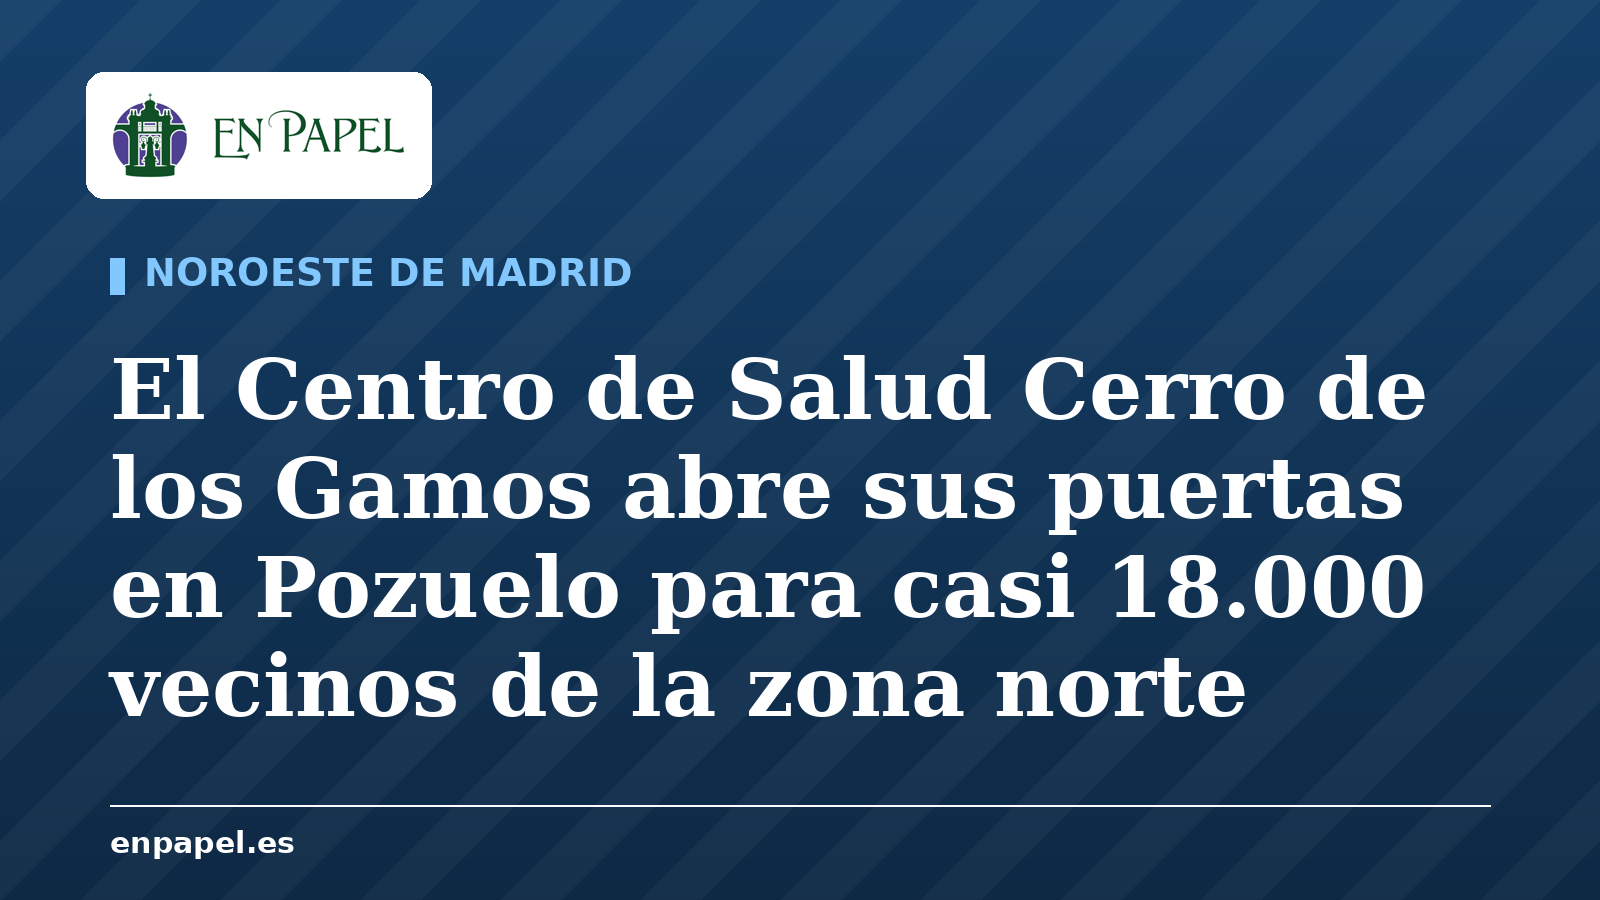 EN PAPEL
NOROESTE DE MADRID
El Centro de Salud Cerro de
los Gamos abre sus puertas
en Pozuelo para casi 18.000
vecinos de la zona norte
enpapel.es